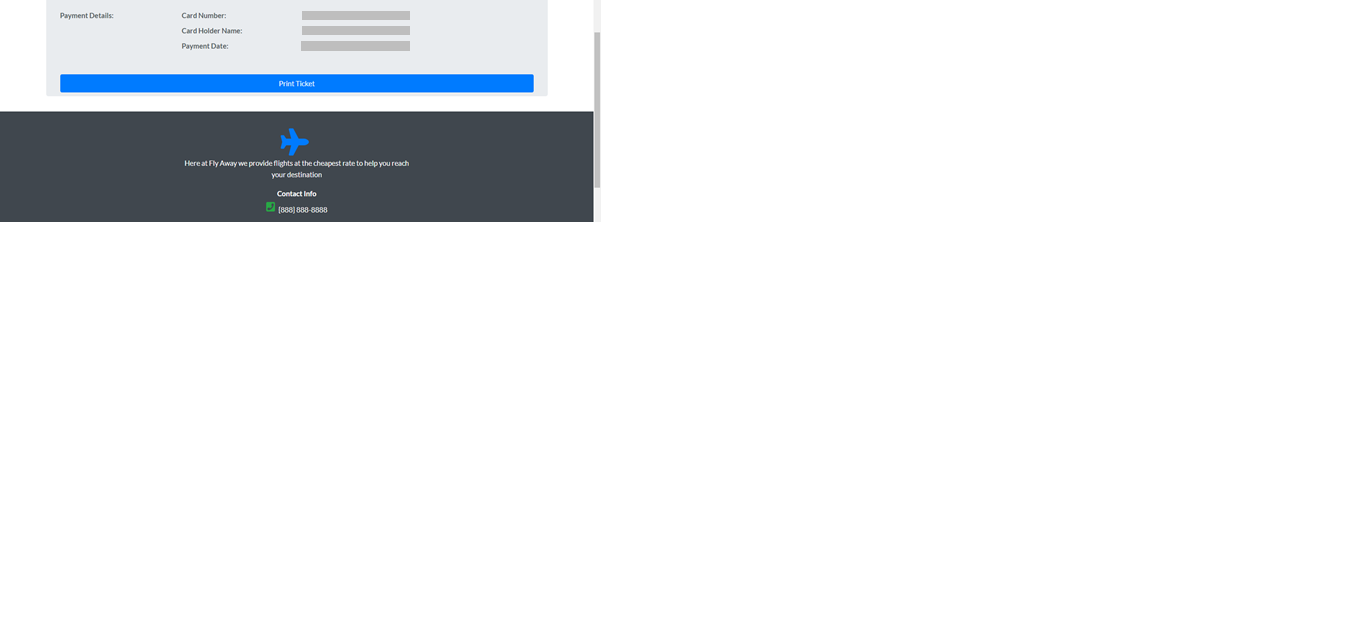 Payment Details: Card Number:
Card Holder Name:
Payment Date:
Print Ticket
Here at Fly Away we provide flights at the cheapest rate to help you reach
your destination
Contact Info
[888] 888-8888